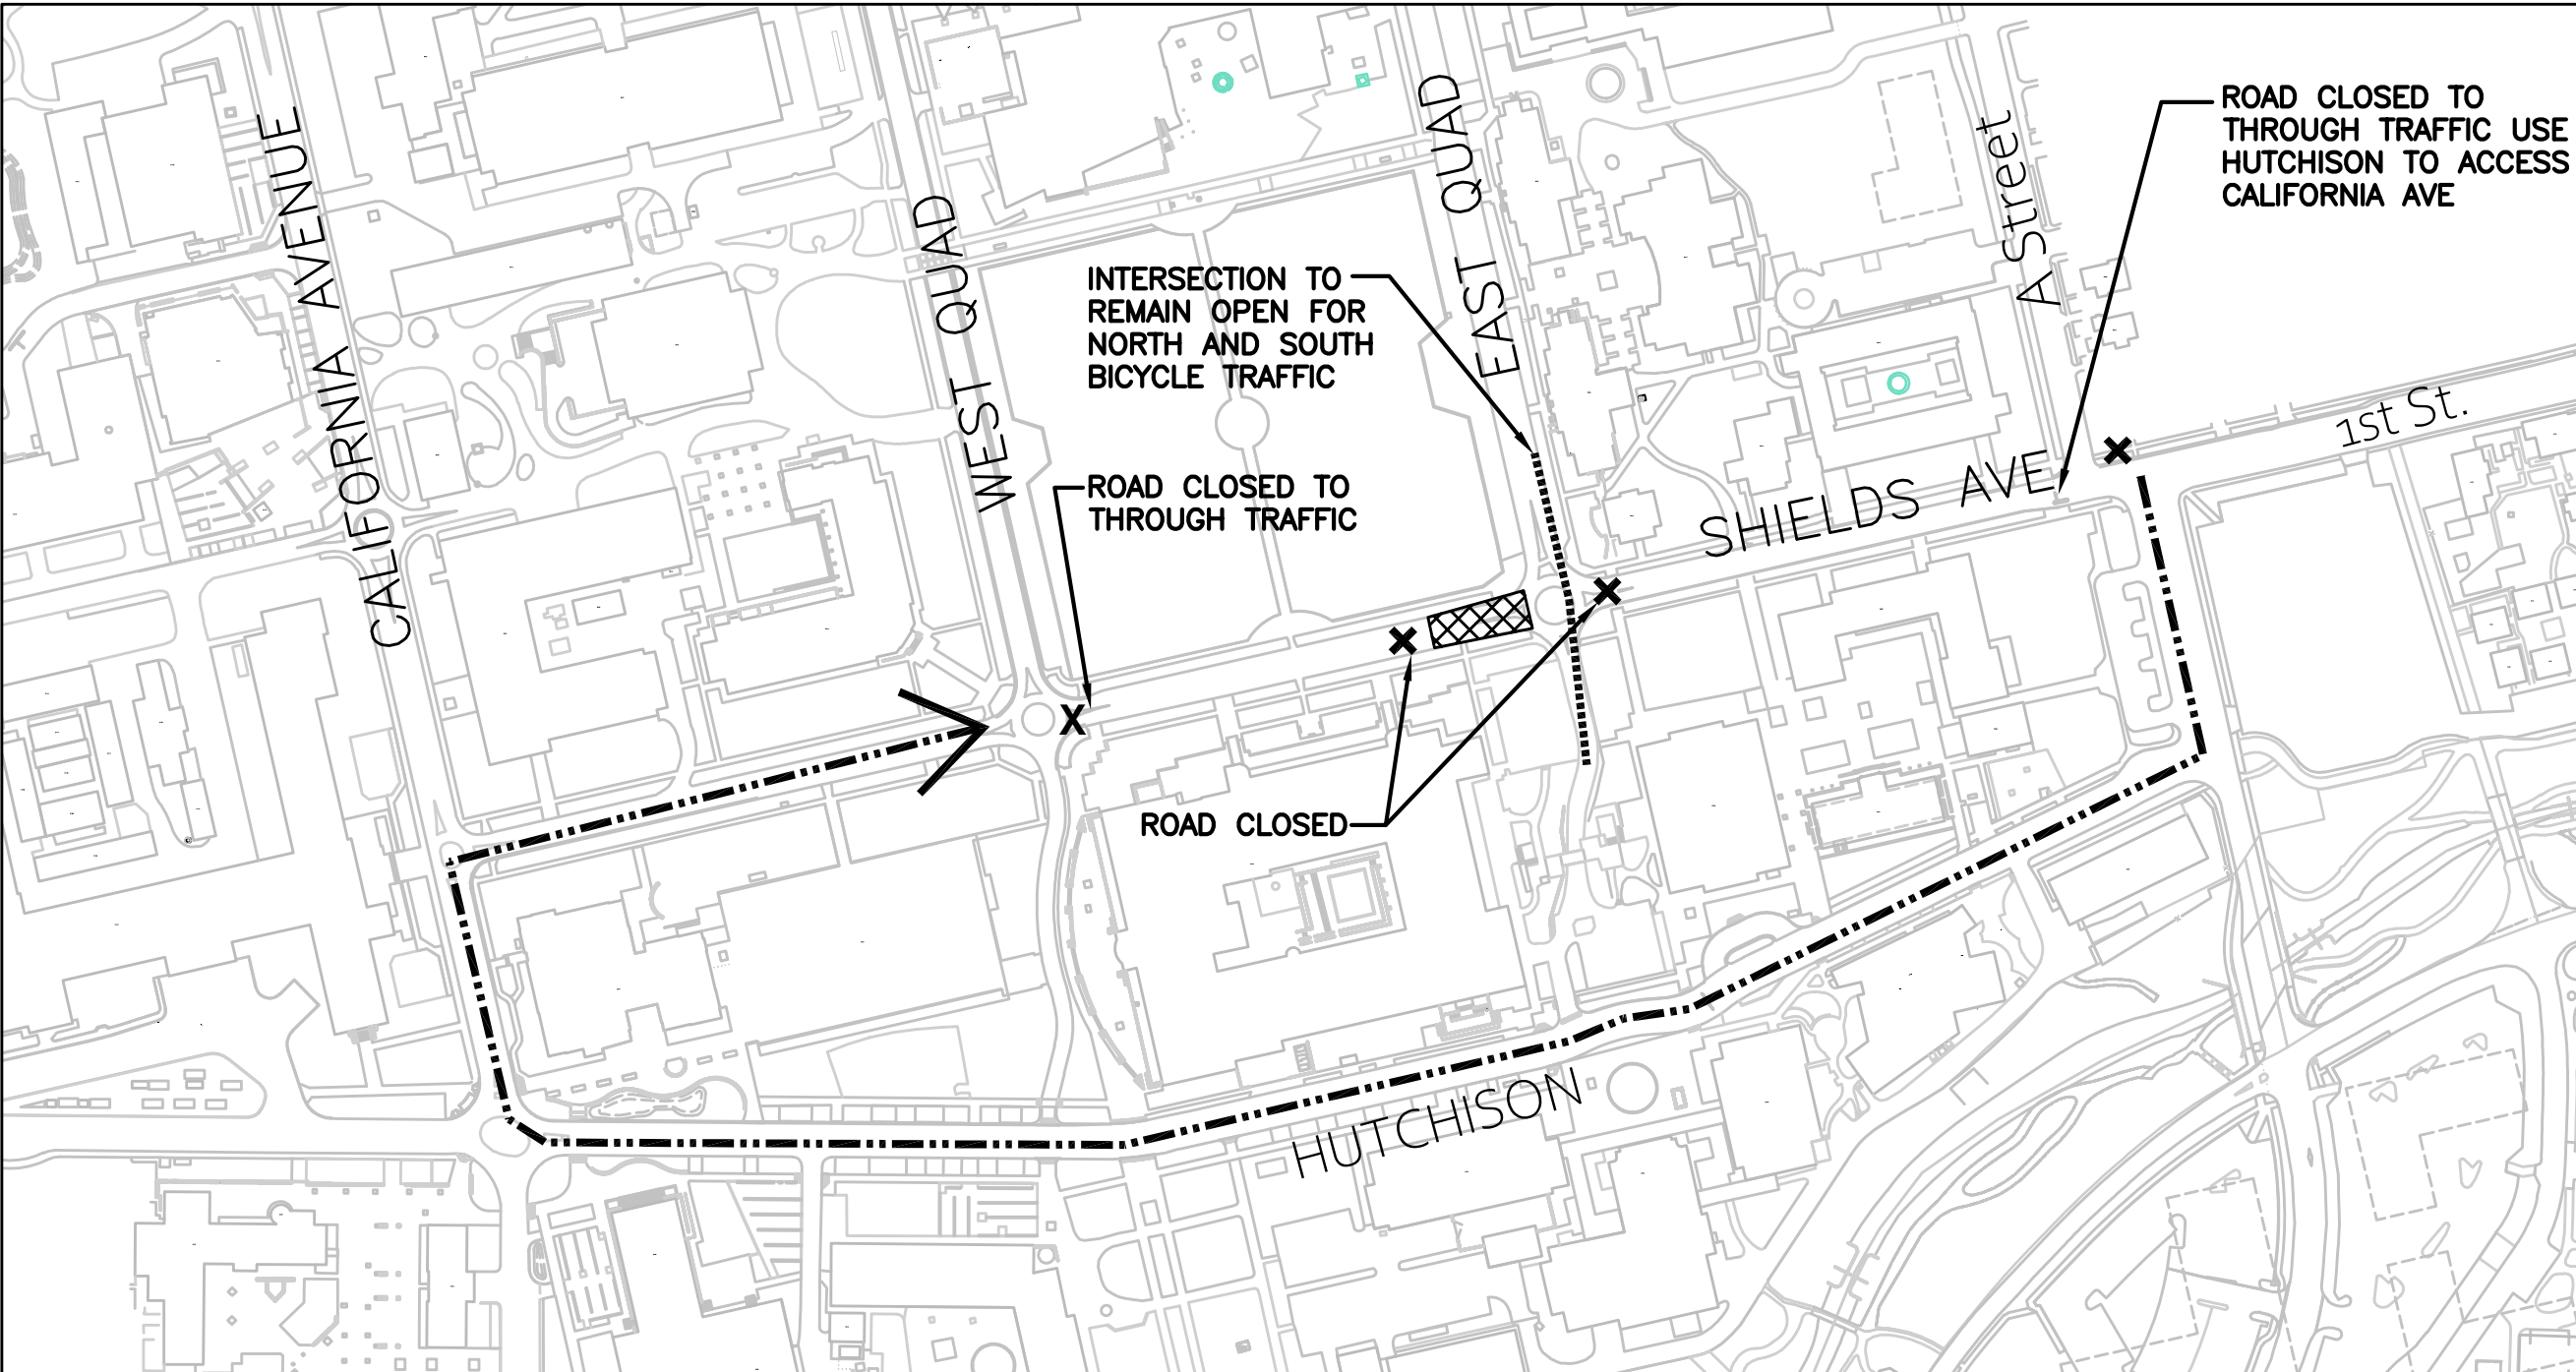 CALIFORNIA AVENUE
WEST QUAD
EAST QUAD
A Street
ROAD CLOSED TO
THROUGH TRAFFIC USE
HUTCHISON TO ACCESS
CALIFORNIA AVE
INTERSECTION TO
REMAIN OPEN FOR
NORTH AND SOUTH
BICYCLE TRAFFIC
1st St.
SHIELDS AVE
ROAD CLOSED TO
THROUGH TRAFFIC
X
ROAD CLOSED
HUTCHISON